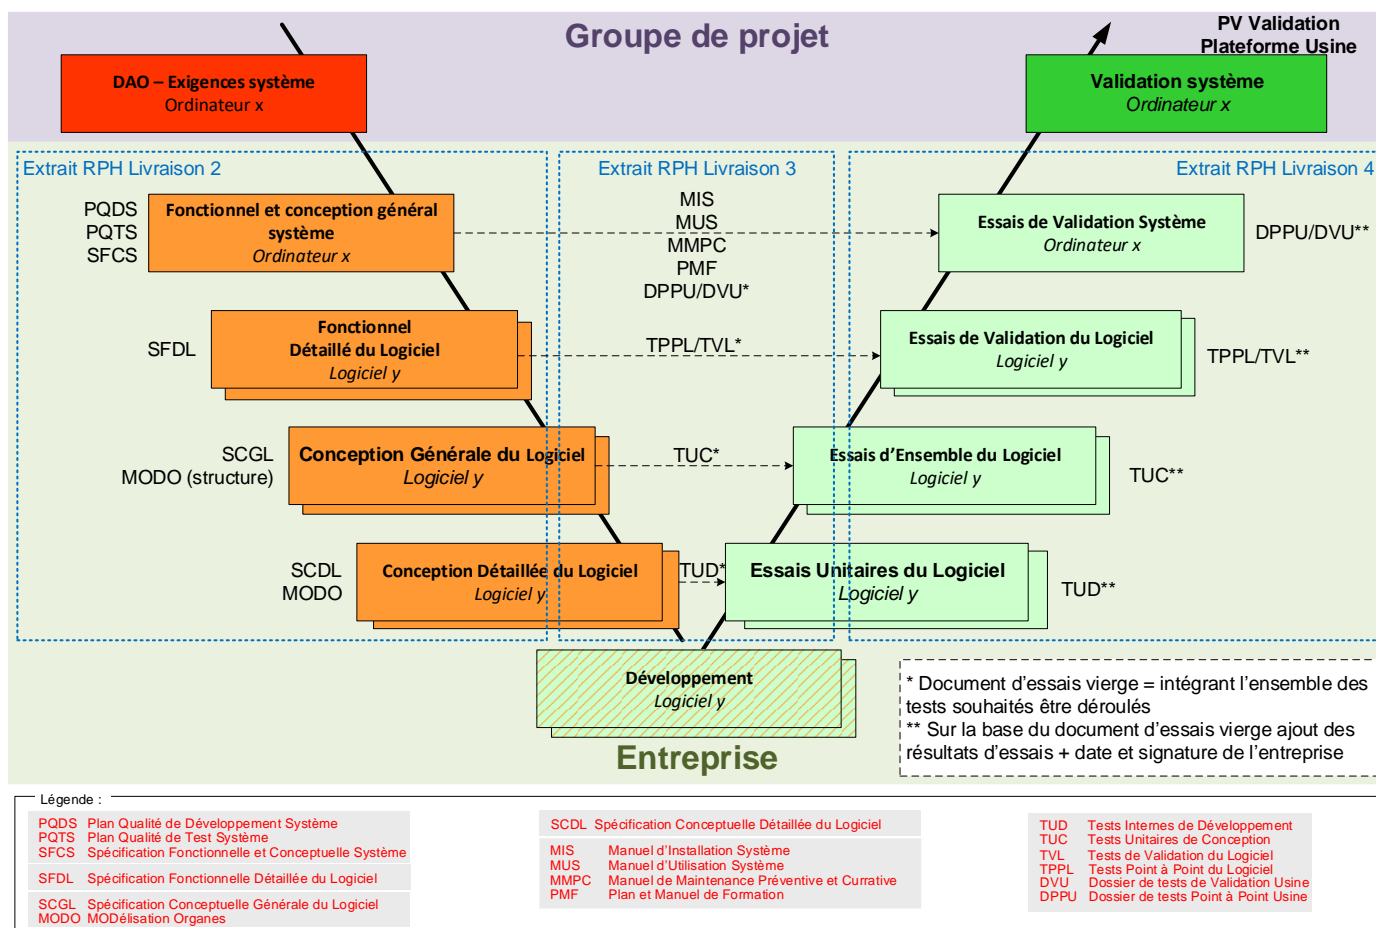 Groupe de projet
PV Validation
Plateforme Usine
DAO – Exigences système
Ordinateur x
Validation système
Ordinateur x
Extrait RPH Livraison 2
Extrait RPH Livraison 3
Extrait RPH Livraison 4
PQDS
PQTS
SFCS
Fonctionnel et conception général
système
Ordinateur x
MIS
MUS
MMPC
PMF
DPPU/DVU*
Essais de Validation Système
Ordinateur x
DPPU/DVU**
SFDL
Fonctionnel
Détaillé du Logiciel
Logiciel y
TPPL/TVL*
Essais de Validation du Logiciel
Logiciel y
TPPL/TVL**
SCGL
MODO (structure)
Conception Générale du Logiciel
Logiciel y
TUC*
Essais d'Ensemble du Logiciel
Logiciel y
TUC**
SCDL
MODO
Conception Détaillée du Logiciel
Logiciel y
TUD*
Essais Unitaires du Logiciel
Logiciel y
TUD**
Développement
Logiciel y
Entreprise
* Document d'essais vierge = intégrant l'ensemble des
tests souhaités être déroulés
** Sur la base du document d'essais vierge ajout des
résultats d'essais + date et signature de l'entreprise
Légende :
PQDS Plan Qualité de Développement Système
PQTS Plan Qualité de Test Système
SFCS Spécification Fonctionnelle et Conceptuelle Système
SFDL Spécification Fonctionnelle Détaillée du Logiciel
SCGL Spécification Conceptuelle Générale du Logiciel
MODO MODélisation Organes
SCDL Spécification Conceptuelle Détaillée du Logiciel
MIS Manuel d'Installation Système
MUS Manuel d'Utilisation Système
MMPC Manuel de Maintenance Préventive et Currative
PMF Plan et Manuel de Formation
TUD Tests Internes de Développement
TUC Tests Unitaires de Conception
TVL Tests de Validation du Logiciel
TPPL Tests Point à Point du Logiciel
DVU Dossier de tests de Validation Usine
DPPU Dossier de tests Point à Point Usine